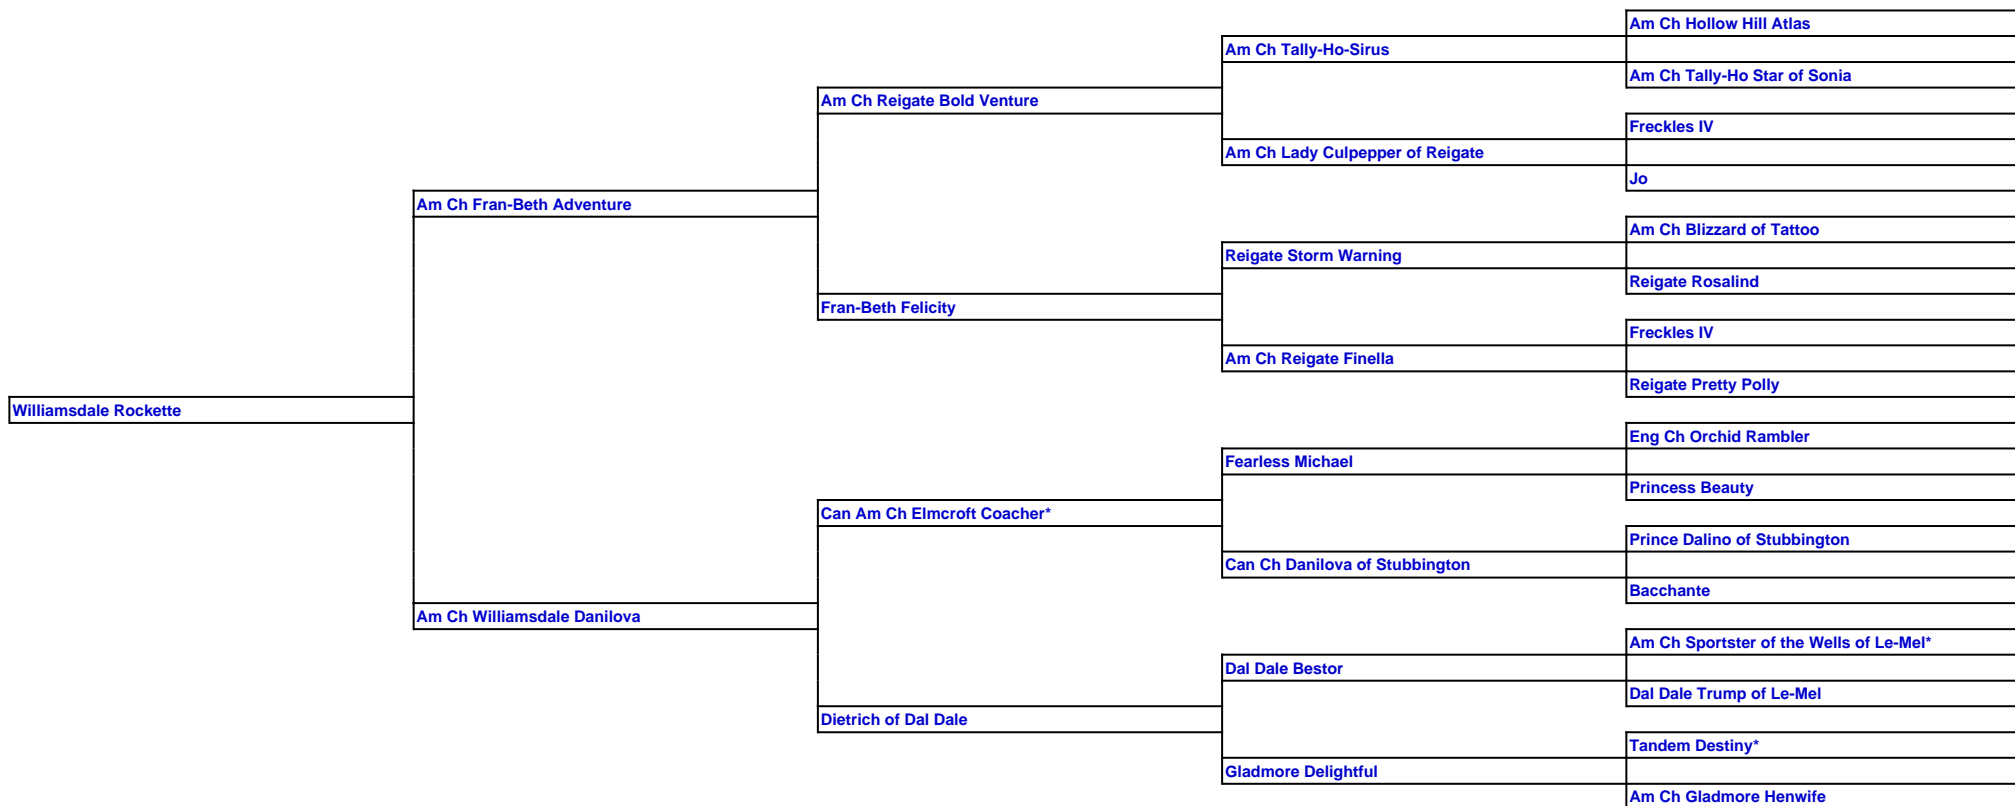 Am Ch Hollow Hill Atlas
Am Ch Tally-Ho-Sirus
Am Ch Tally-Ho Star of Sonia
Am Ch Reigate Bold Venture
Freckles IV
Am Ch Lady Culpepper of Reigate
Jo
Am Ch Fran-Beth Adventure
Am Ch Blizzard of Tattoo
Reigate Storm Warning
Reigate Rosalind
Fran-Beth Felicity
Freckles IV
Am Ch Reigate Finella
Reigate Pretty Polly
Williamsdale Rockette
Eng Ch Orchid Rambler
Fearless Michael
Princess Beauty
Can Am Ch Elmcroft Coacher*
Prince Dalino of Stubbington
Can Ch Danilova of Stubbington
Bacchante
Am Ch Williamsdale Danilova
Am Ch Sportster of the Wells of Le-Mel*
Dal Dale Bestor
Dal Dale Trump of Le-Mel
Dietrich of Dal Dale
Tandem Destiny*
Gladmore Delightful
Am Ch Gladmore Henwife